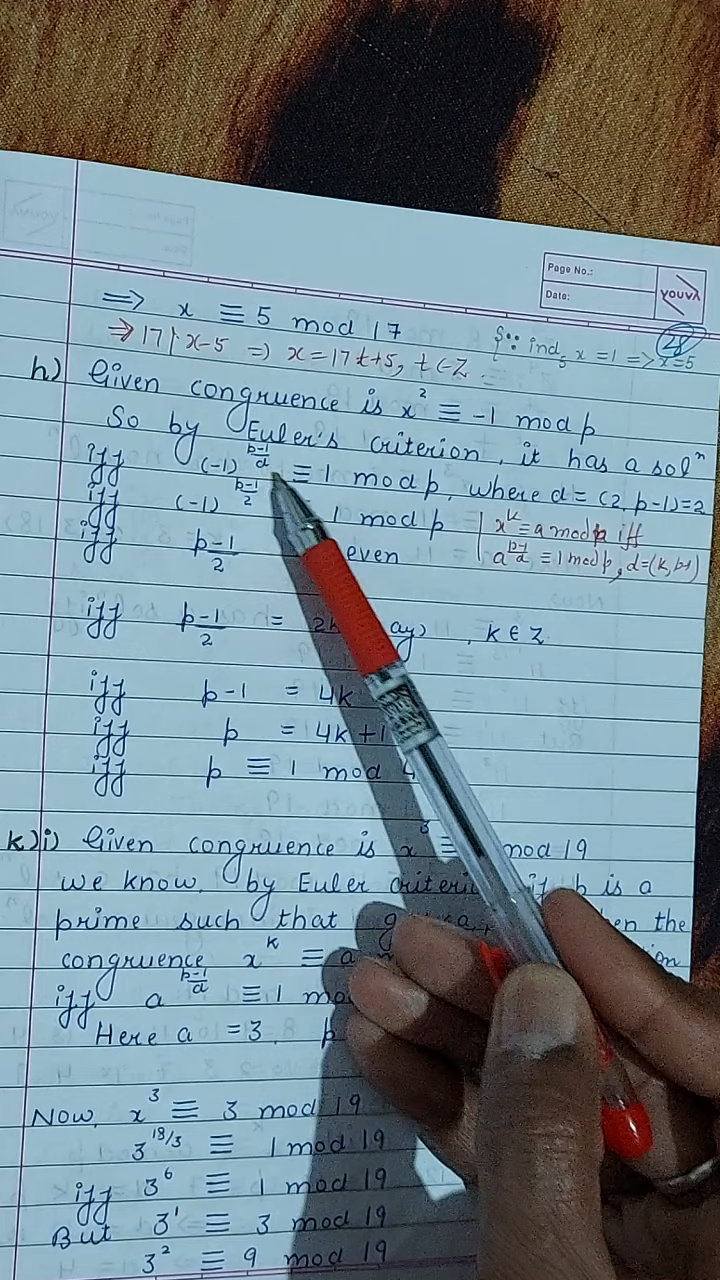 Page No.:
Date:
YOUVA
28
=> x ≡ 5 mod 17
{∵ ind₅ x = 1 => x = 5
=> 17 | x-5 => x = 17t+5, t ∈ Z
h) Given congruence is x² ≡ -1 mod p
So by Euler's criterion, it has a solⁿ
iff (-1)^(p-1/d) ≡ 1 mod p, where d = (2, p-1) = 2
iff (-1)^(p-1/2) 1 mod p
x^k ≡ a mod p iff
iff p-1/2 even
a^(p-1/d) ≡ 1 mod p, d = (k, p-1)
iff p-1/2 = 2k ay) , k ∈ Z
iff p-1 = 4k
iff p = 4k+1
iff p ≡ 1 mod 4
k) i) Given congruence is x³ ≡ mod 19
we know, by Euler p is a
prime such that the
congruence x^k ≡ a
iff a^(p-1/d) ≡ 1
Here a = 3, p
Now, x³ ≡ 3 mod 19
3^(18/3) ≡ 1 mod 19
iff 3⁶ ≡ 1 mod 19
But 3¹ ≡ 3 mod 19
3² ≡ 9 mod 19